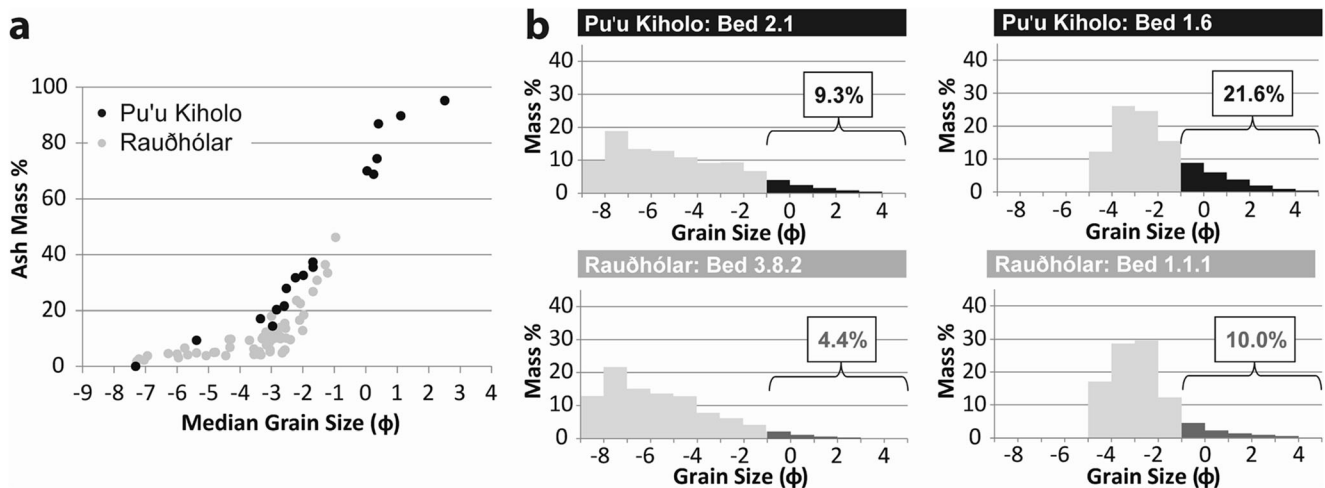 a
100
80
60
40
20
0
Ash Mass %
Pu'u Kiholo
Rauðhólar
-9 -8 -7 -6 -5 -4 -3 -2 -1 0 1 2 3 4
Median Grain Size (ϕ)
b
Pu'u Kiholo: Bed 2.1
40
30
20
10
0
Mass %
9.3%
-8 -6 -4 -2 0 2 4
Grain Size (ϕ)
Pu'u Kiholo: Bed 1.6
40
30
20
10
0
Mass %
21.6%
-8 -6 -4 -2 0 2 4
Grain Size (ϕ)
Rauðhólar: Bed 3.8.2
40
30
20
10
0
Mass %
4.4%
-8 -6 -4 -2 0 2 4
Grain Size (ϕ)
Rauðhólar: Bed 1.1.1
40
30
20
10
0
Mass %
10.0%
-8 -6 -4 -2 0 2 4
Grain Size (ϕ)